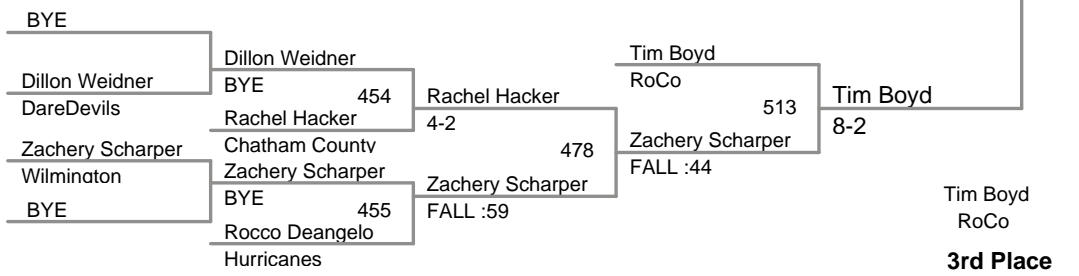 BYE
Dillon Weidner
DareDevils
Zachery Scharper
Wilmington
BYE
Dillon Weidner
BYE
454
Rachel Hacker
Chatham County
Zachery Scharper
BYE
455
Rocco Deangelo
Hurricanes
Rachel Hacker
4-2
478
Zachery Scharper
FALL :59
Tim Boyd
RoCo
513
Zachery Scharper
FALL :44
Tim Boyd
8-2
Tim Boyd
RoCo
3rd Place